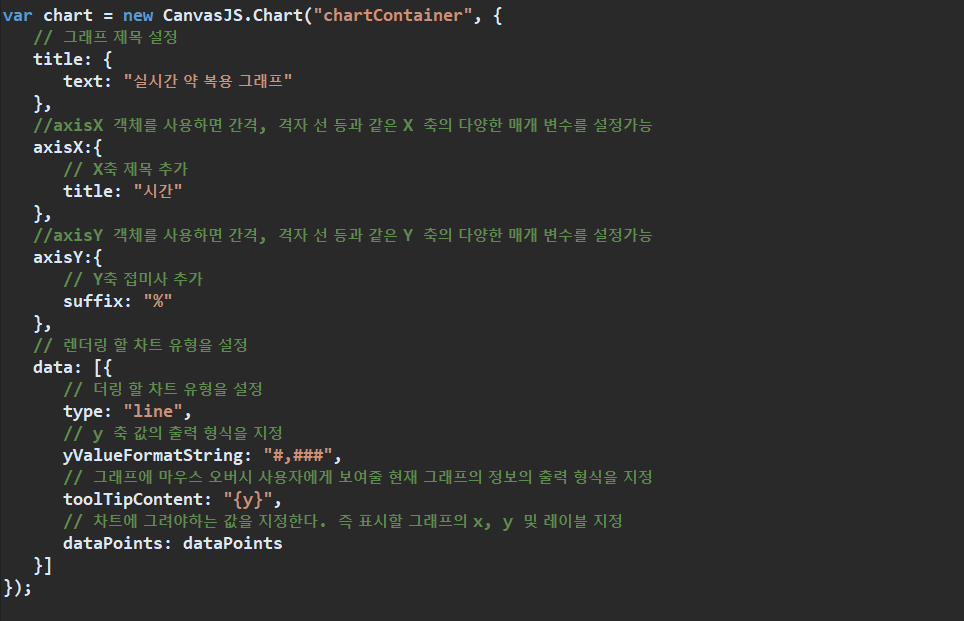 var chart = new CanvasJS.Chart("chartContainer", {
// 그래프 제목 설정
title: {
text: "실시간 약 복용 그래프"
},
//axisX 객체를 사용하면 간격, 격자 선 등과 같은 X 축의 다양한 매개 변수를 설정가능
axisX:{
// X축 제목 추가
title: "시간"
},
//axisY 객체를 사용하면 간격, 격자 선 등과 같은 Y 축의 다양한 매개 변수를 설정가능
axisY:{
// Y축 접미사 추가
suffix: "%"
},
// 렌더링 할 차트 유형을 설정
data: [{
// 더링 할 차트 유형을 설정
type: "line",
// y 축 값의 출력 형식을 지정
yValueFormatString: "#,###",
// 그래프에 마우스 오버시 사용자에게 보여줄 현재 그래프의 정보의 출력 형식을 지정
toolTipContent: "{y}",
// 차트에 그려야하는 값을 지정한다. 즉 표시할 그래프의 x, y 및 레이블 지정
dataPoints: dataPoints
}]
});